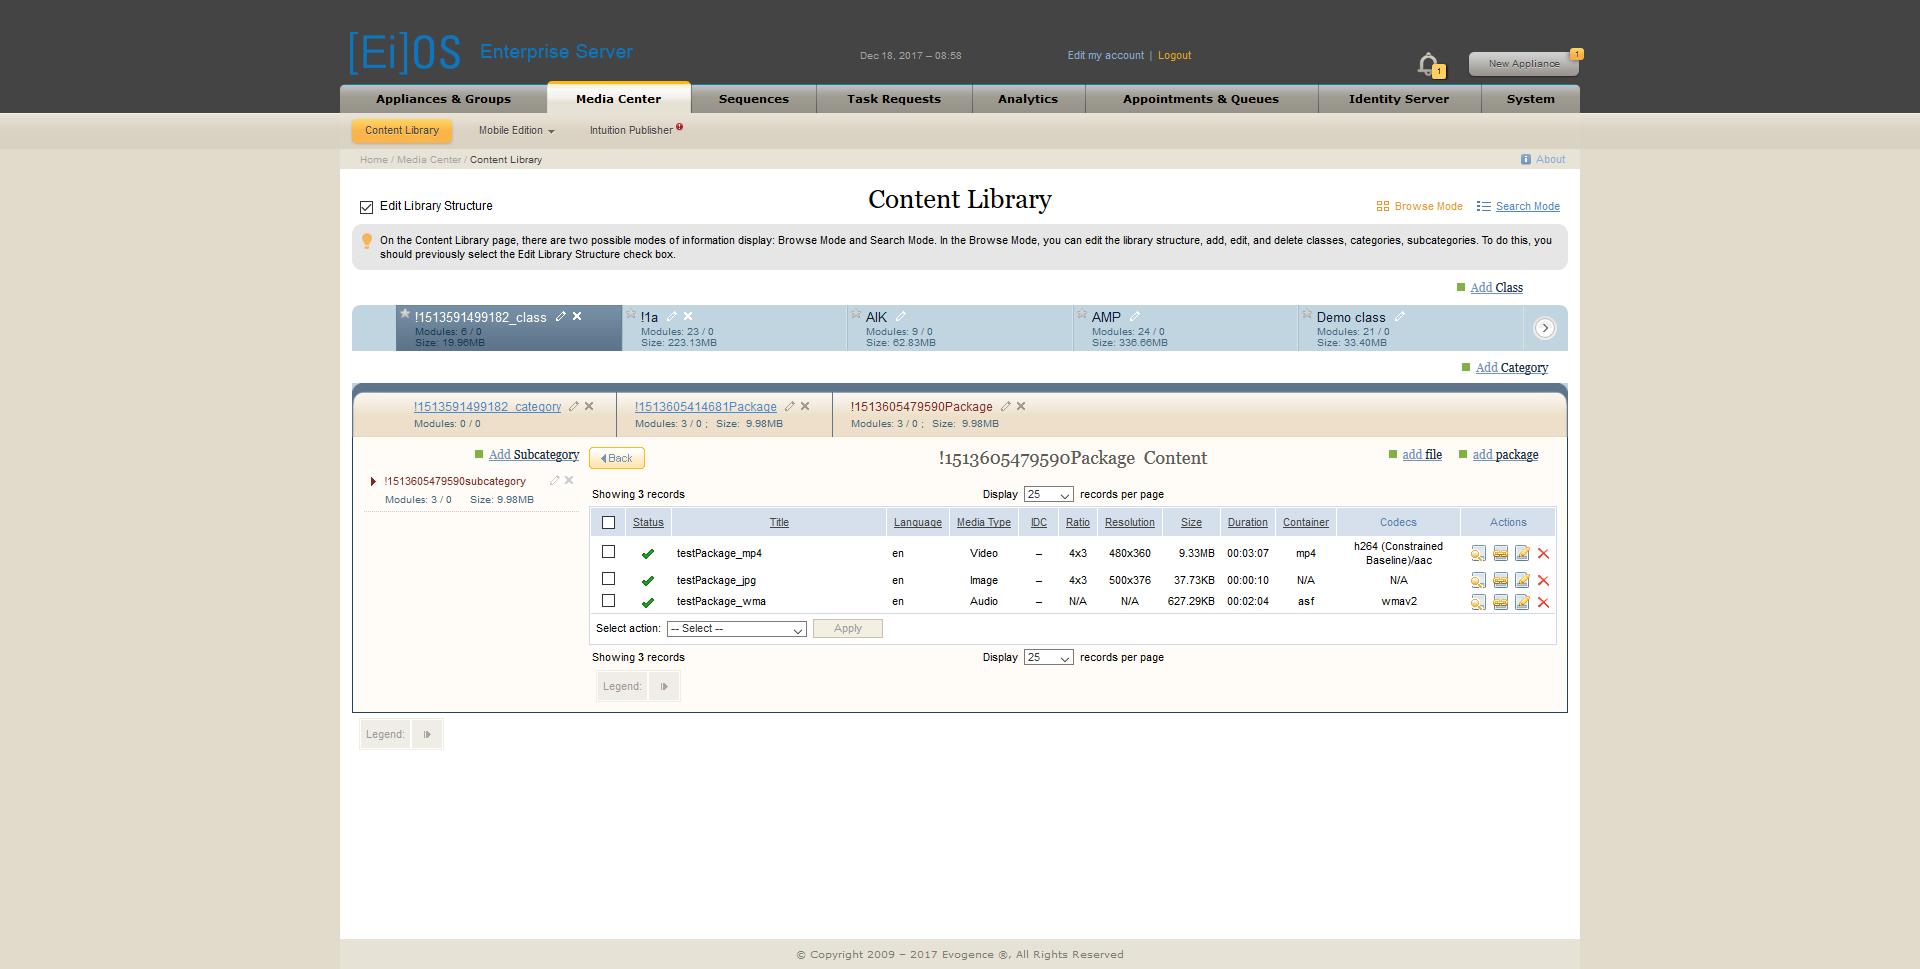 [Ei]OS Enterprise Server
Dec 18, 2017 – 08:58
Edit my account | Logout
1
New Appliance
1
Appliances & Groups
Media Center
Sequences
Task Requests
Analytics
Appointments & Queues
Identity Server
System
Content Library
Mobile Edition
Intuition Publisher
Home / Media Center / Content Library
About
Edit Library Structure
Content Library
Browse Mode
Search Mode
On the Content Library page, there are two possible modes of information display: Browse Mode and Search Mode. In the Browse Mode, you can edit the library structure, add, edit, and delete classes, categories, subcategories. To do this, you
should previously select the Edit Library Structure check box.
Add Class
!1513591499182_class
Modules: 6 / 0
Size: 19.96MB
!1a
Modules: 23 / 0
Size: 223.13MB
AIK
Modules: 9 / 0
Size: 62.83MB
AMP
Modules: 24 / 0
Size: 336.66MB
Demo class
Modules: 21 / 0
Size: 33.40MB
Add Category
!1513591499182_category
Modules: 0 / 0
!1513605414681Package
Modules: 3 / 0 ; Size: 9.98MB
!1513605479590Package
Modules: 3 / 0 ; Size: 9.98MB
Add Subcategory
!1513605479590subcategory
Modules: 3 / 0 Size: 9.98MB
Back
!1513605479590Package Content
add file
add package
Showing 3 records
Display 25 records per page
Status Title Language Media Type IDC Ratio Resolution Size Duration Container Codecs Actions
testPackage_mp4 en Video – 4x3 480x360 9.33MB 00:03:07 mp4 h264 (Constrained
Baseline)/aac
testPackage_jpg en Image – 4x3 500x376 37.73KB 00:00:10 N/A N/A
testPackage_wma en Audio – N/A N/A 627.29KB 00:02:04 asf wmav2
Select action: -- Select -- Apply
Showing 3 records
Display 25 records per page
Legend:
Legend:
© Copyright 2009 – 2017 Evogence ®, All Rights Reserved